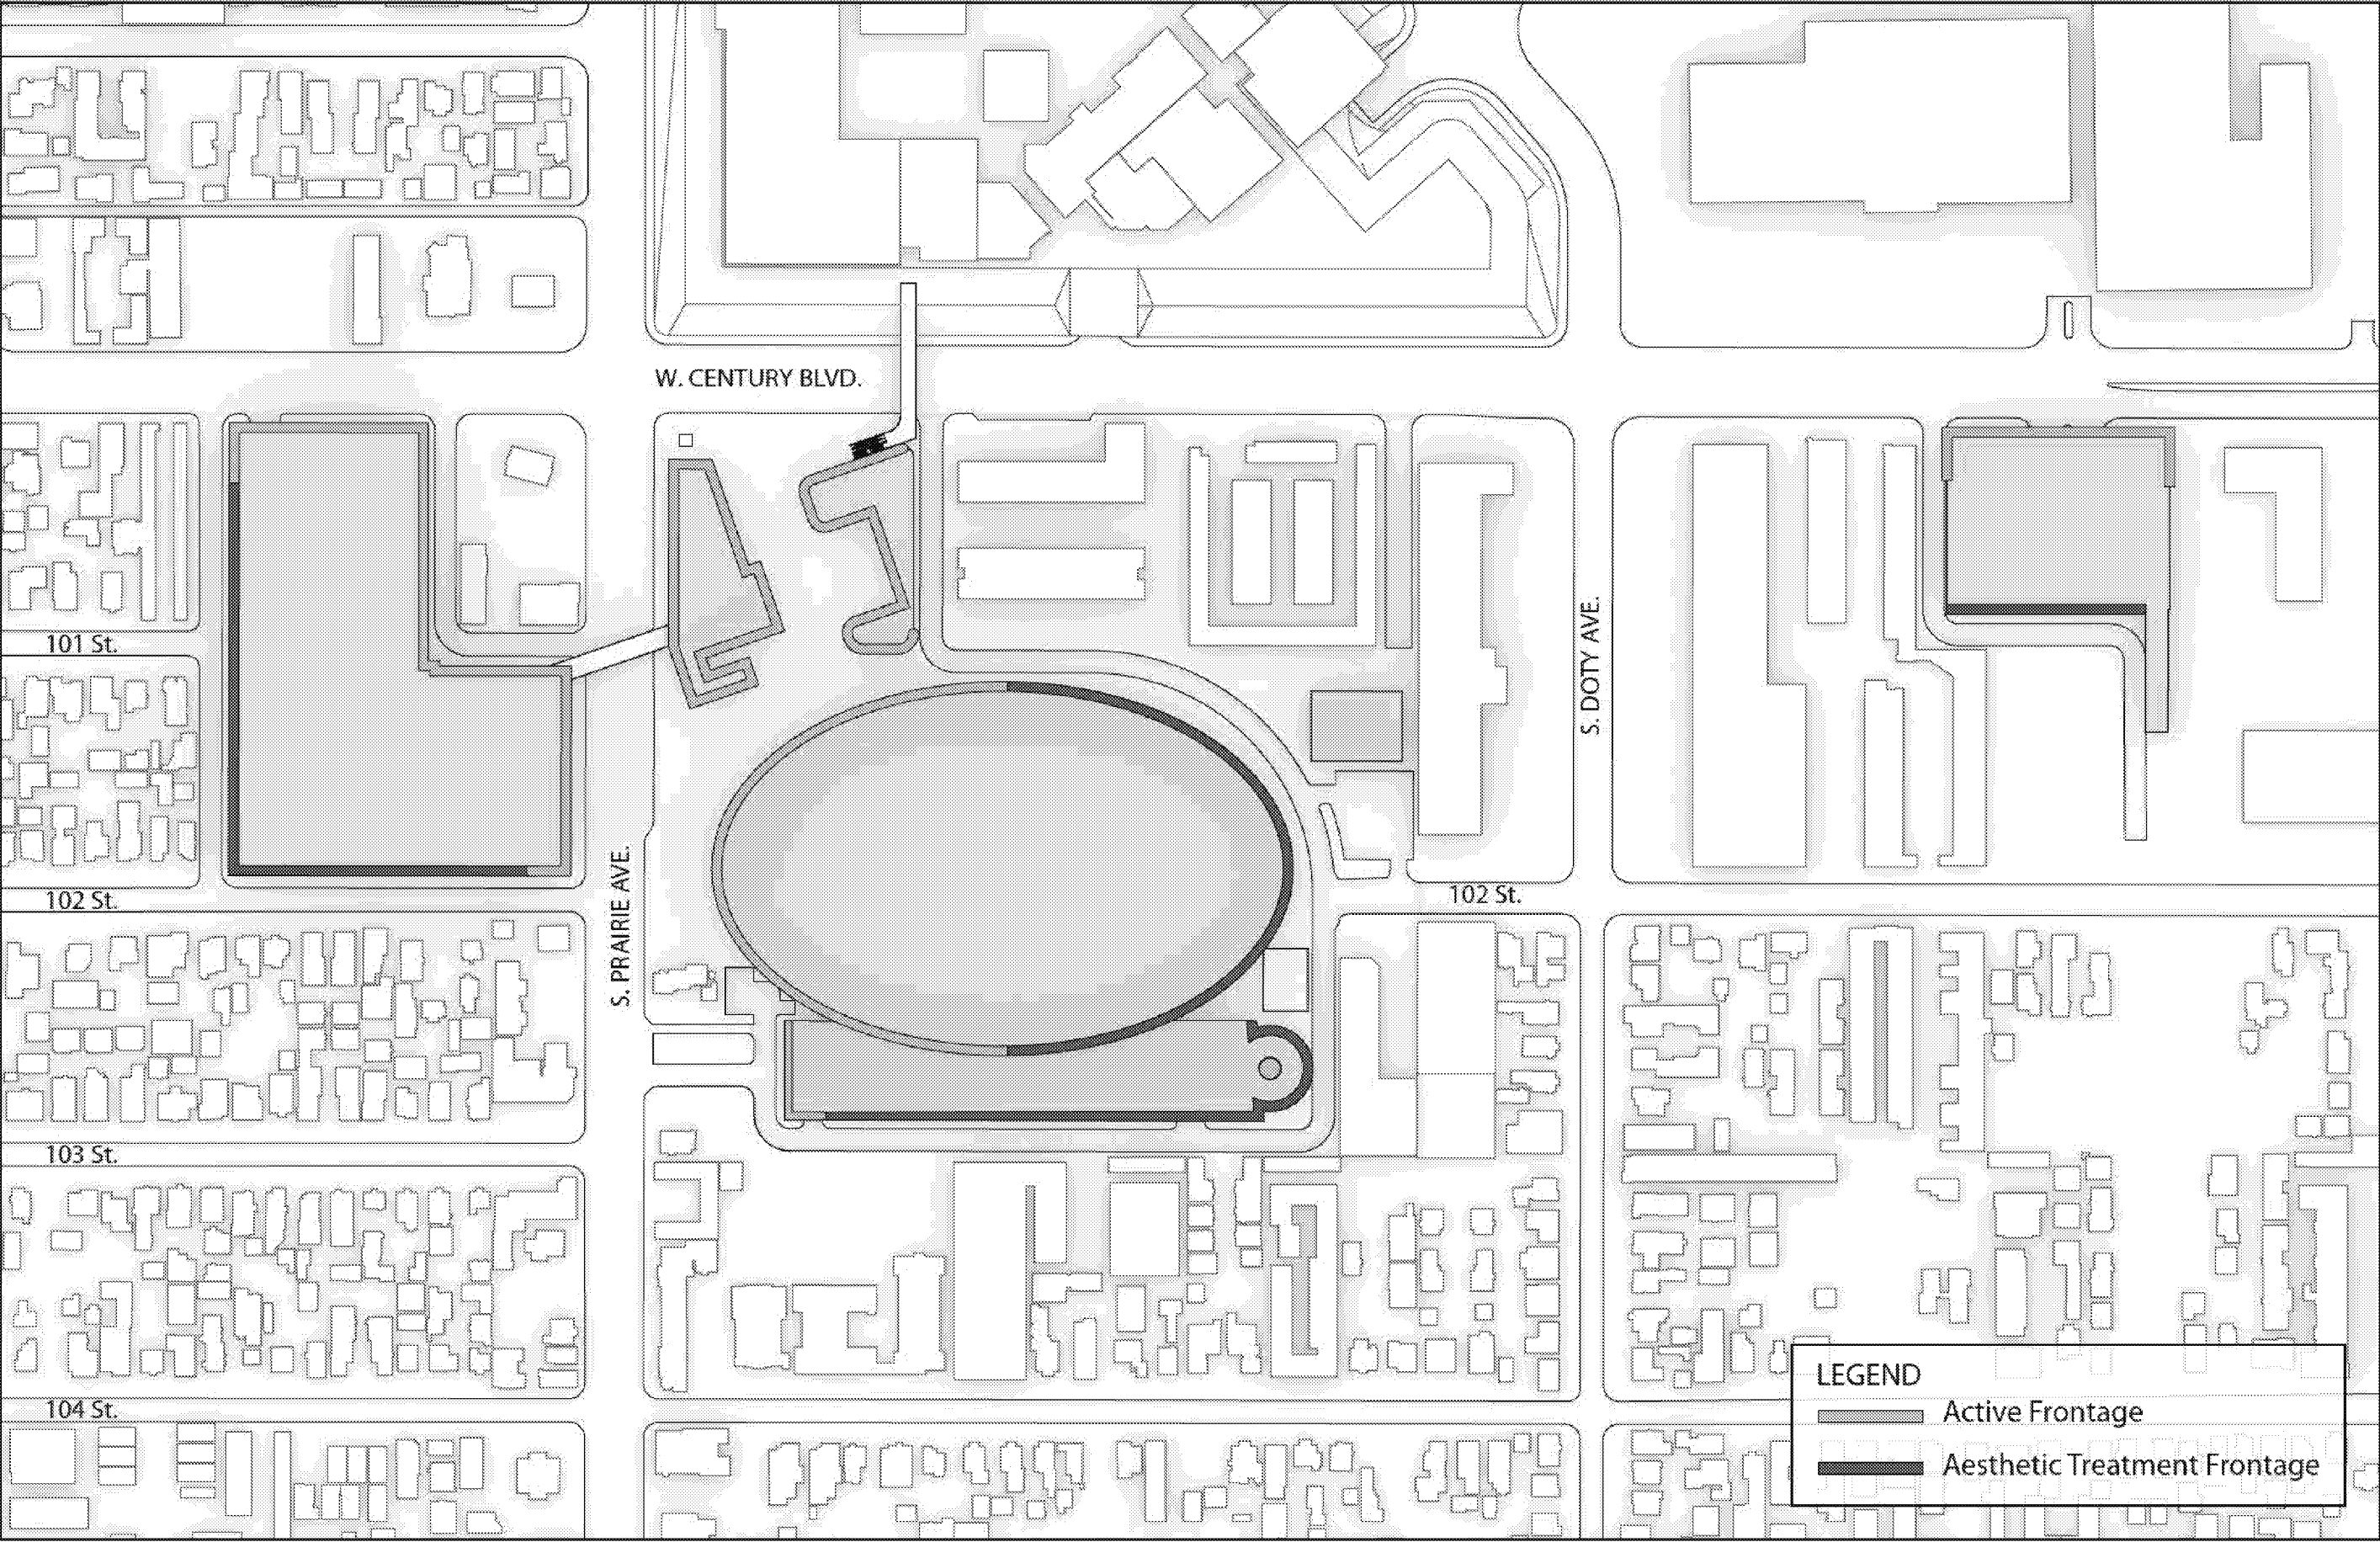 W. CENTURY BLVD.
101 St.
S. DOTY AVE.
102 St.
102 St.
S. PRAIRIE AVE.
103 St.
104 St.
LEGEND
Active Frontage
Aesthetic Treatment Frontage